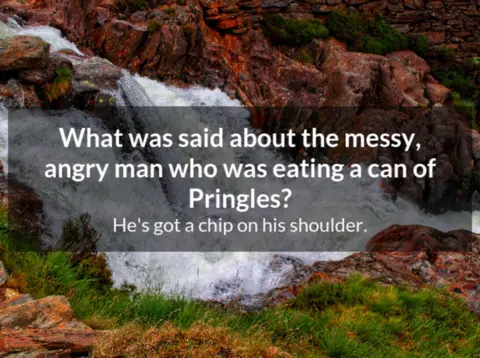 What was said about the messy,
angry man who was eating a can of
Pringles?
He's got a chip on his shoulder.